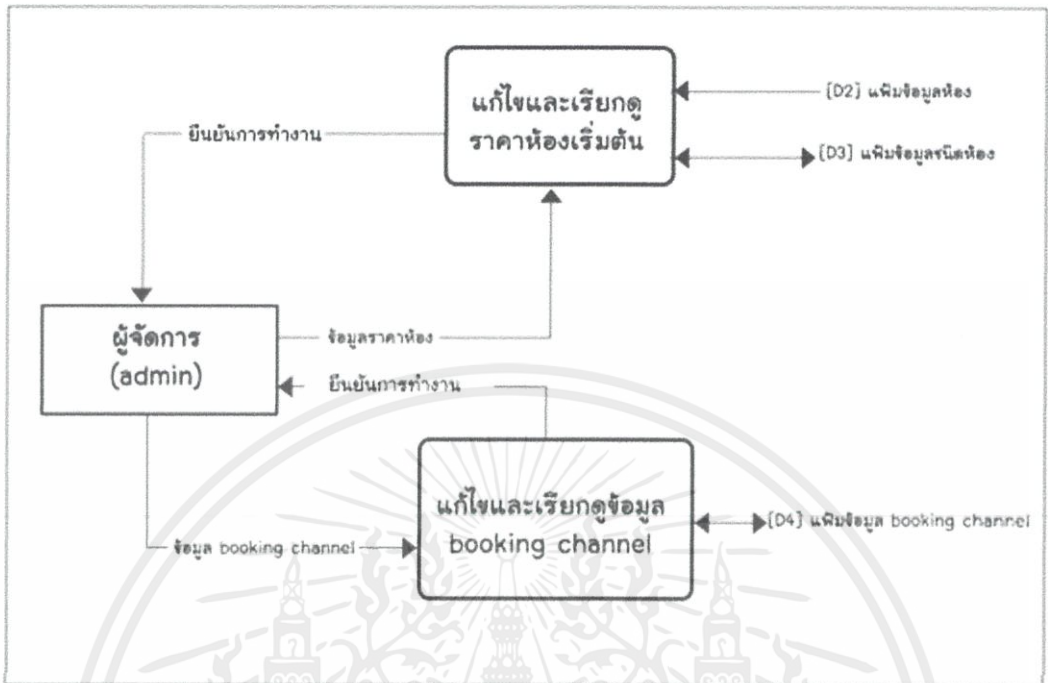 แก้ไขและเรียกดู
ราคาห้องเริ่มต้น
[D2] แฟ้มข้อมูลห้อง
[D3] แฟ้มข้อมูลชนิดห้อง
ยืนยันการทำงาน
ผู้จัดการ
(admin)
ข้อมูลราคาห้อง
ยืนยันการทำงาน
แก้ไขและเรียกดูข้อมูล
booking channel
[D4] แฟ้มข้อมูล booking channel
ข้อมูล booking channel